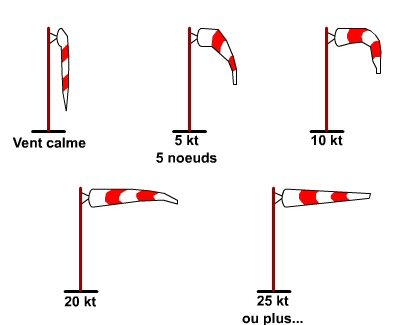 Vent calme
5 kt
5 noeuds
10 kt
20 kt
25 kt
ou plus...